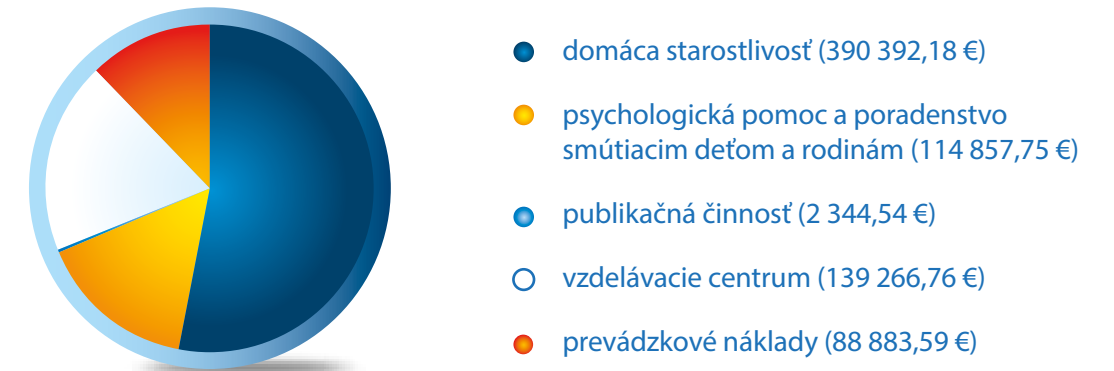 domáca starostlivosť (390 392,18 €)
psychologická pomoc a poradenstvo
smútiacim deťom a rodinám (114 857,75 €)
publikačná činnosť (2 344,54 €)
vzdelávacie centrum (139 266,76 €)
prevádzkové náklady (88 883,59 €)